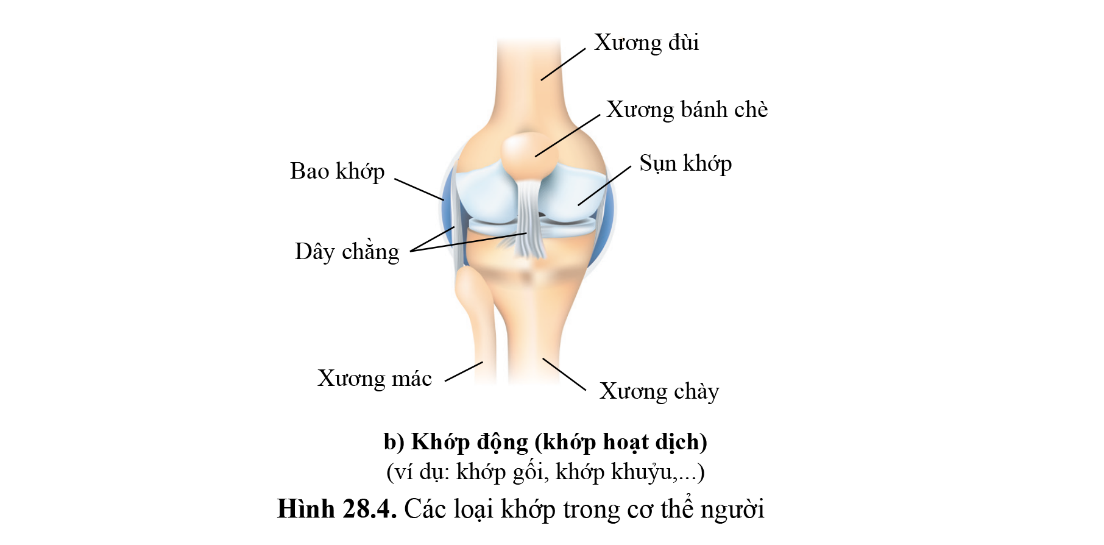 Xương đùi
Xương bánh chè
Sụn khớp
Bao khớp
Dây chằng
Xương mác
Xương chày
b) Khớp động (khớp hoạt dịch)
(ví dụ: khớp gối, khớp khuỷu,...)
Hình 28.4. Các loại khớp trong cơ thể người